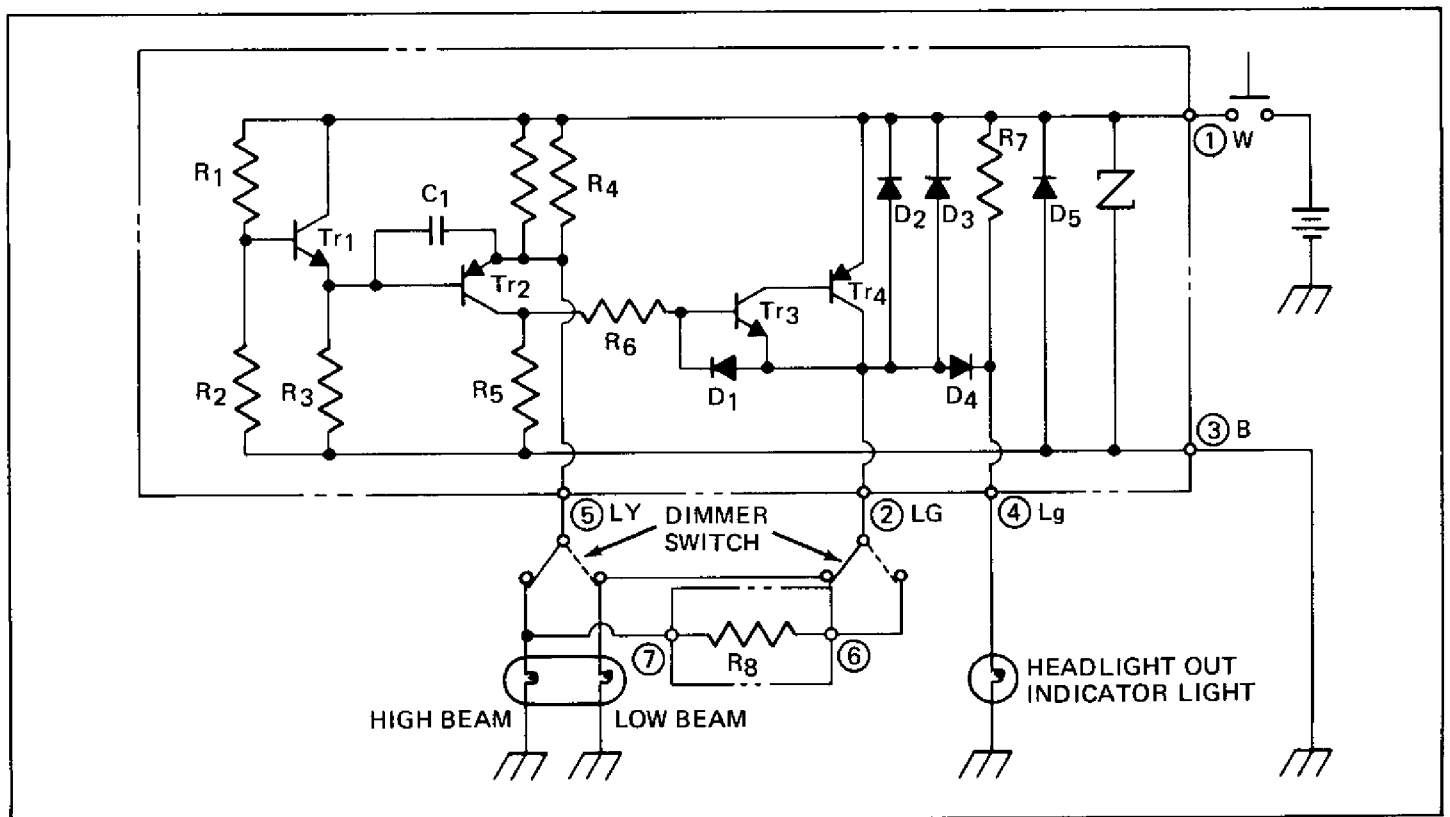 R1
R4
R7
① W
C1
D2
D3
D5
Tr1
Tr2
Tr4
Tr3
R6
R2
R3
R5
D1
D4
③ B
⑤ LY
DIMMER
SWITCH
② LG
④ Lg
⑦
R8
⑥
HEADLIGHT OUT
INDICATOR LIGHT
HIGH BEAM
LOW BEAM